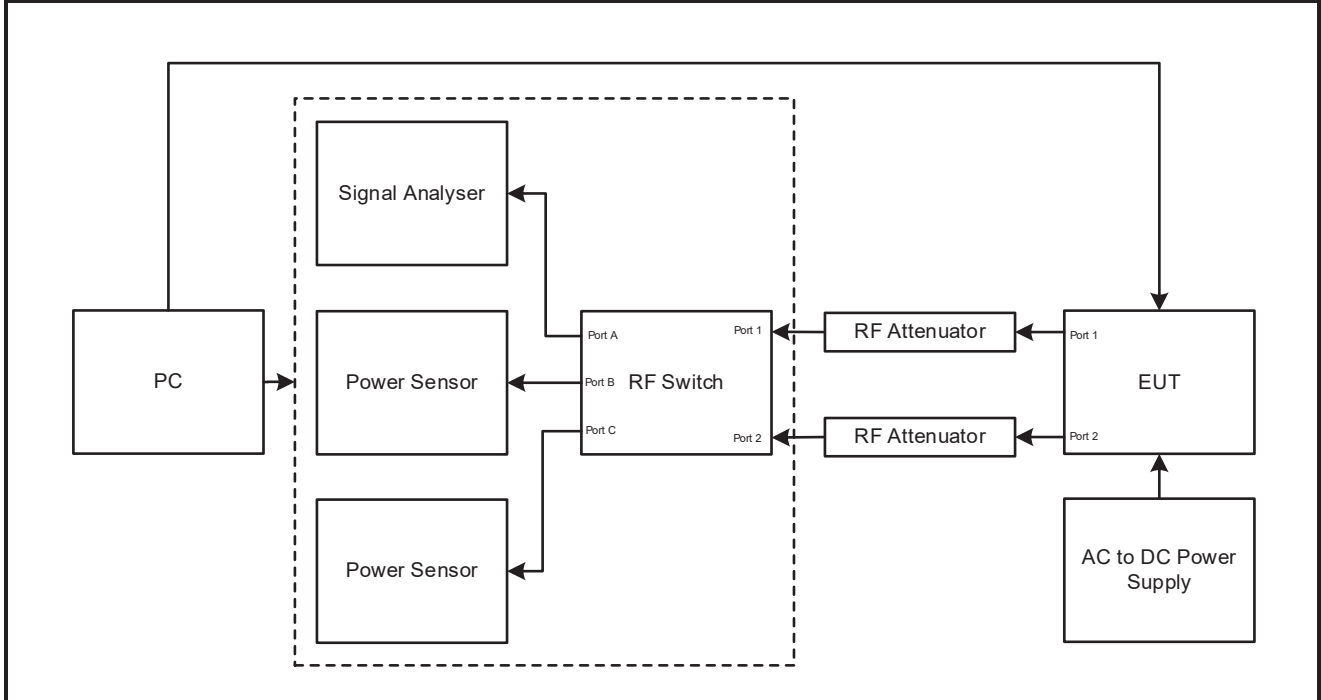 Signal Analyser
Port A
Port 1
RF Attenuator
Port 1
PC
Power Sensor
Port B
RF Switch
EUT
Port C
Port 2
RF Attenuator
Port 2
Power Sensor
AC to DC Power
Supply